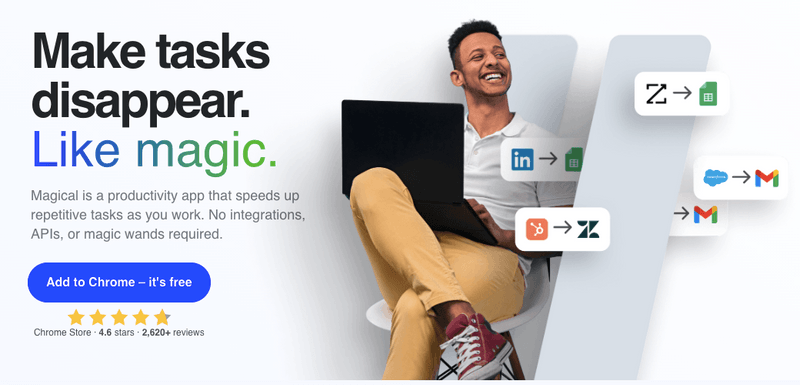 Make tasks
disappear.
Like magic.
Magical is a productivity app that speeds up
repetitive tasks as you work. No integrations,
APIs, or magic wands required.
Add to Chrome – it's free
Chrome Store · 4.6 stars · 2,620+ reviews
in